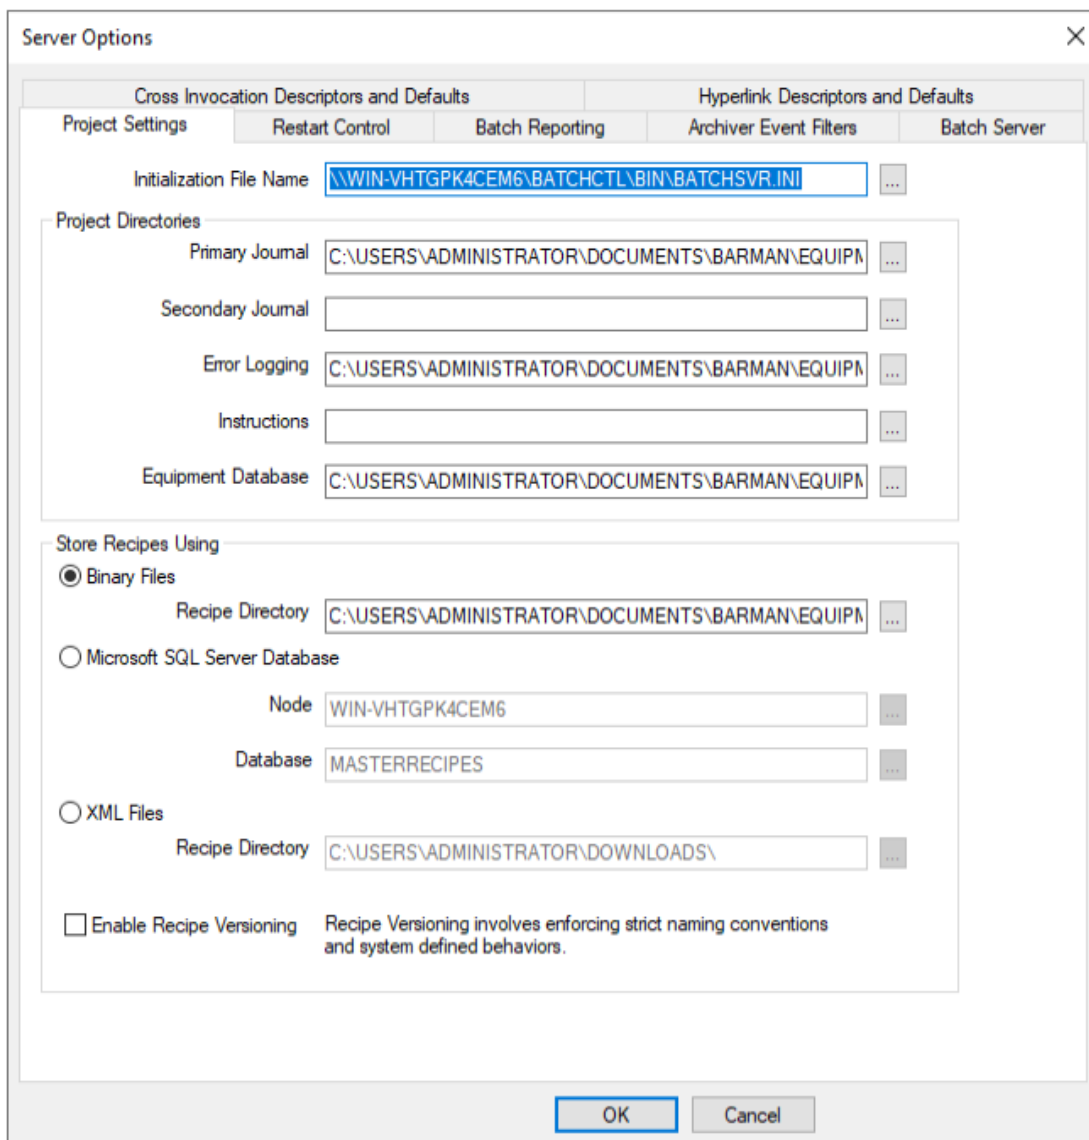 Server Options
Cross Invocation Descriptors and Defaults
Hyperlink Descriptors and Defaults
Project Settings
Restart Control
Batch Reporting
Archiver Event Filters
Batch Server
Initialization File Name
\\WIN-VHTGPK4CEM6\BATCHCTL\BIN\BATCHSVR.INI
...
Project Directories
Primary Journal
C:\USERS\ADMINISTRATOR\DOCUMENTS\BARMAN\EQUIPM
...
Secondary Journal
...
Error Logging
C:\USERS\ADMINISTRATOR\DOCUMENTS\BARMAN\EQUIPM
...
Instructions
...
Equipment Database
C:\USERS\ADMINISTRATOR\DOCUMENTS\BARMAN\EQUIPM
...
Store Recipes Using
Binary Files
Recipe Directory
C:\USERS\ADMINISTRATOR\DOCUMENTS\BARMAN\EQUIPM
...
Microsoft SQL Server Database
Node
WIN-VHTGPK4CEM6
...
Database
MASTERRECIPES
...
XML Files
Recipe Directory
C:\USERS\ADMINISTRATOR\DOWNLOADS\
...
Enable Recipe Versioning
Recipe Versioning involves enforcing strict naming conventions
and system defined behaviors.
OK
Cancel